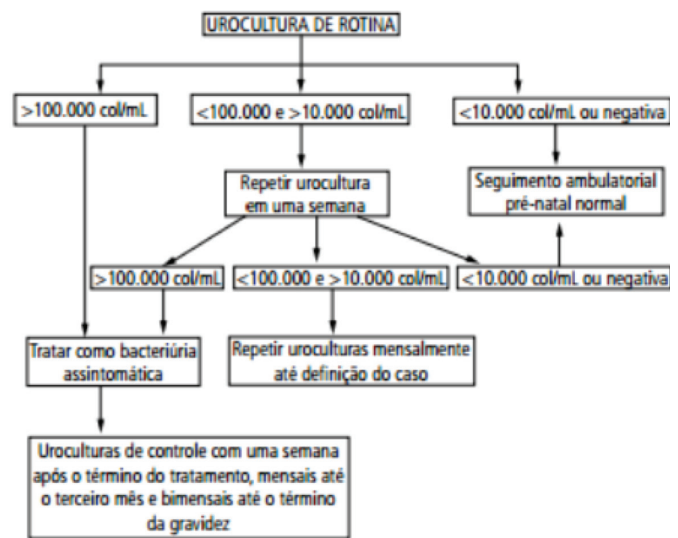 UROCULTURA DE ROTINA
>100.000 col/mL
<100.000 e >10.000 col/mL
<10.000 col/mL ou negativa
Repetir urocultura
em uma semana
Seguimento ambulatorial
pré-natal normal
>100.000 col/mL
<100.000 e >10.000 col/mL
<10.000 col/mL ou negativa
Tratar como bacteriúria
assintomática
Repetir uroculturas mensalmente
até definição do caso
Uroculturas de controle com uma semana
após o término do tratamento, mensais até
o terceiro mês e bimensais até o término
da gravidez